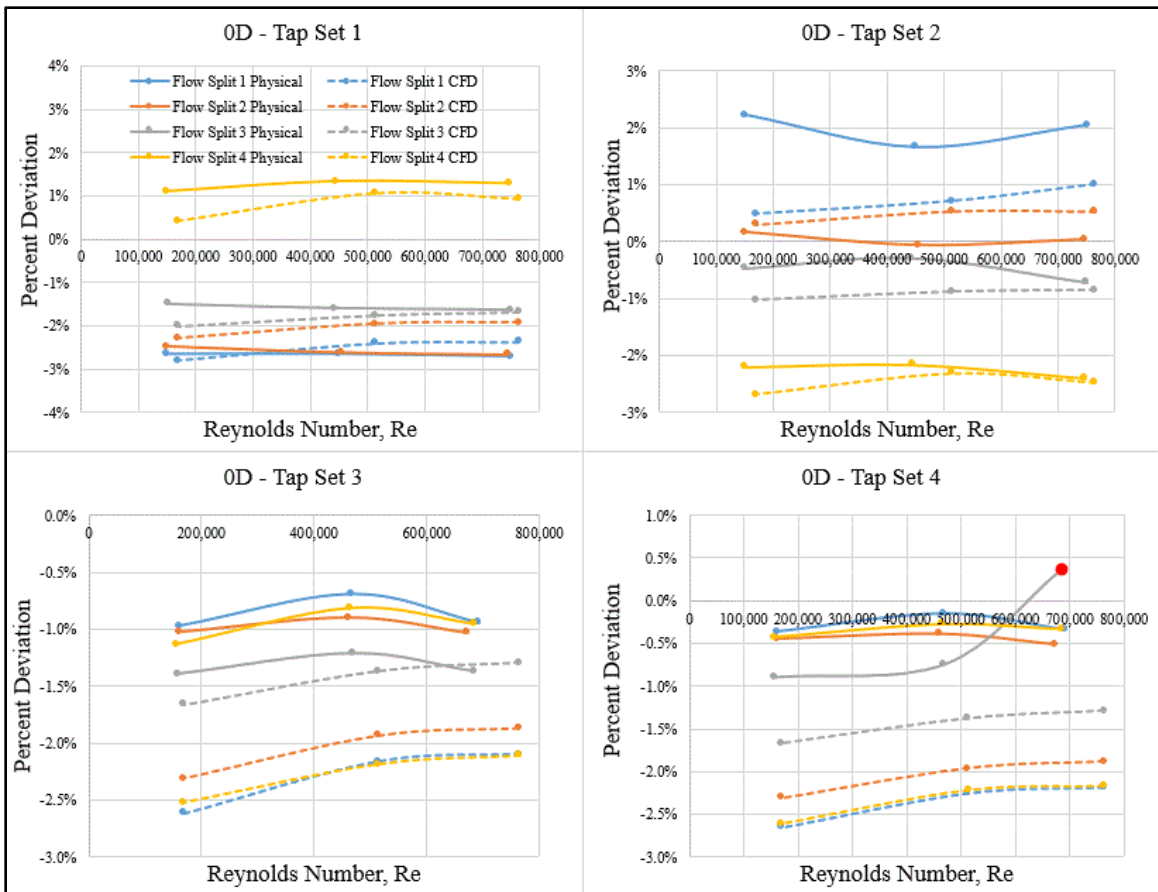 0D - Tap Set 1
4%
3%
2%
1%
0%
-1%
-2%
-3%
-4%
Percent Deviation
Flow Split 1 Physical Flow Split 1 CFD
Flow Split 2 Physical Flow Split 2 CFD
Flow Split 3 Physical Flow Split 3 CFD
Flow Split 4 Physical Flow Split 4 CFD
0 100,000 200,000 300,000 400,000 500,000 600,000 700,000 800,000
Reynolds Number, Re
0D - Tap Set 2
3%
2%
1%
0%
-1%
-2%
-3%
Percent Deviation
0 100,000 200,000 300,000 400,000 500,000 600,000 700,000 800,000
Reynolds Number, Re
0D - Tap Set 3
0.0%
-0.5%
-1.0%
-1.5%
-2.0%
-2.5%
-3.0%
Percent Deviation
0 200,000 400,000 600,000 800,000
Reynolds Number, Re
0D - Tap Set 4
1.0%
0.5%
0.0%
-0.5%
-1.0%
-1.5%
-2.0%
-2.5%
-3.0%
Percent Deviation
0 100,000 200,000 300,000 400,000 500,000 600,000 700,000 800,000
Reynolds Number, Re